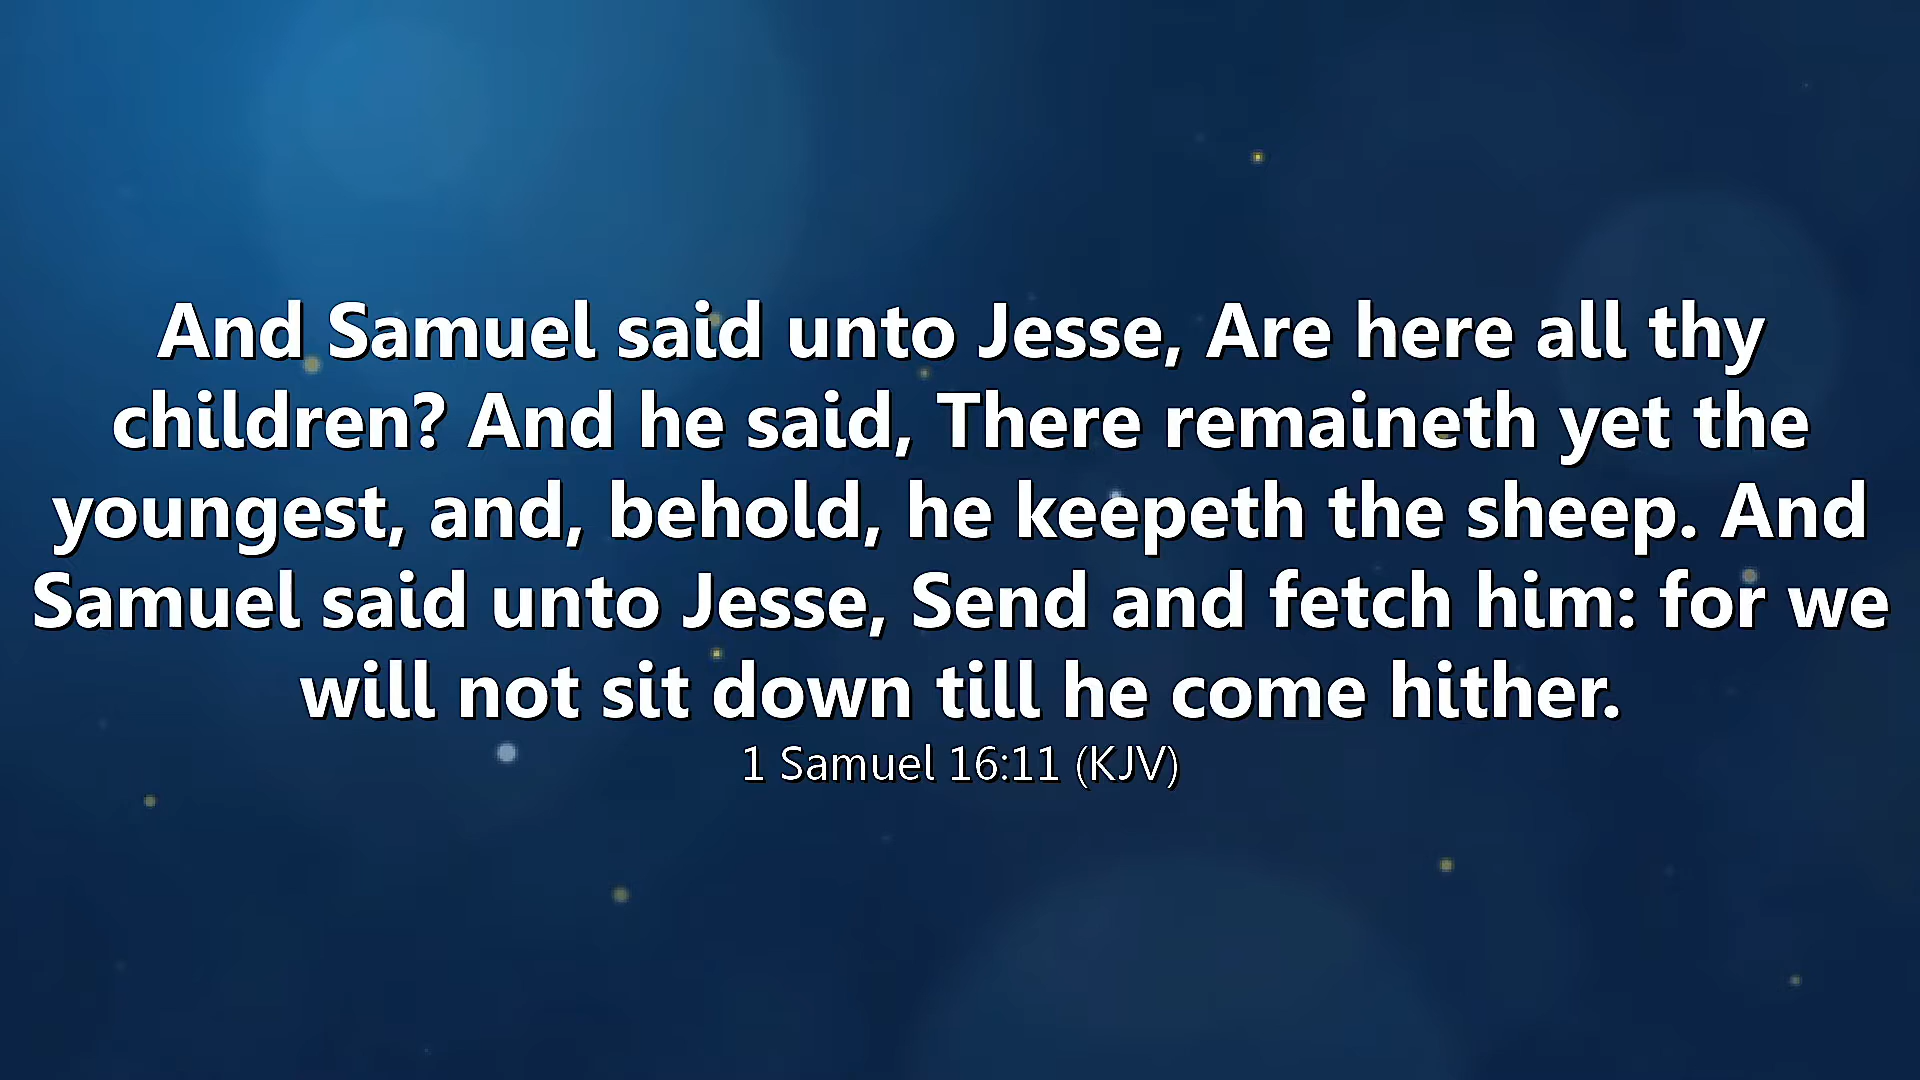 And Samuel said unto Jesse, Are here all thy
children? And he said, There remaineth yet the
youngest, and, behold, he keepeth the sheep. And
Samuel said unto Jesse, Send and fetch him: for we
will not sit down till he come hither.
1 Samuel 16:11 (KJV)